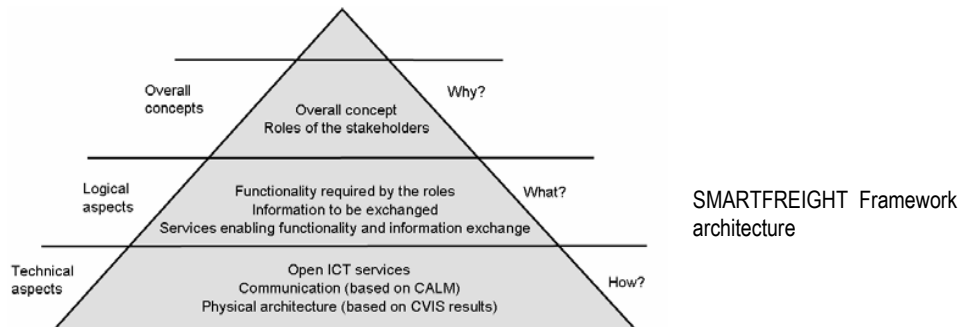 Overall
concepts
Overall concept
Roles of the stakeholders
Why?
Logical
aspects
Functionality required by the roles
Information to be exchanged
Services enabling functionality and information exchange
What?
Technical
aspects
Open ICT services
Communication (based on CALM)
Physical architecture (based on CVIS results)
How?
SMARTFREIGHT Framework
architecture